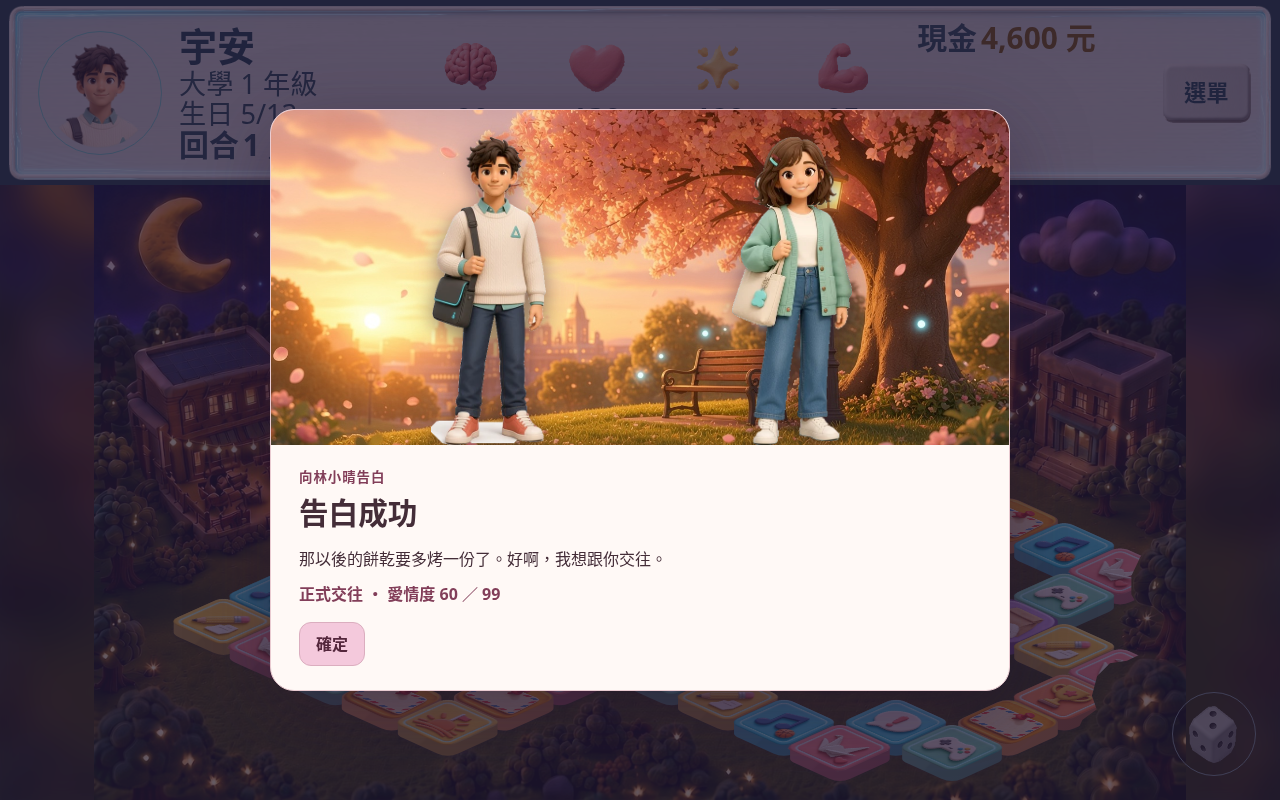 宇安
大學 1 年級
生日 5/1
回合 1
現金 4,600 元
選單
向林小晴告白
告白成功
那以後的餅乾要多烤一份了。好啊，我想跟你交往。
正式交往 · 愛情度 60 ／ 99
確定